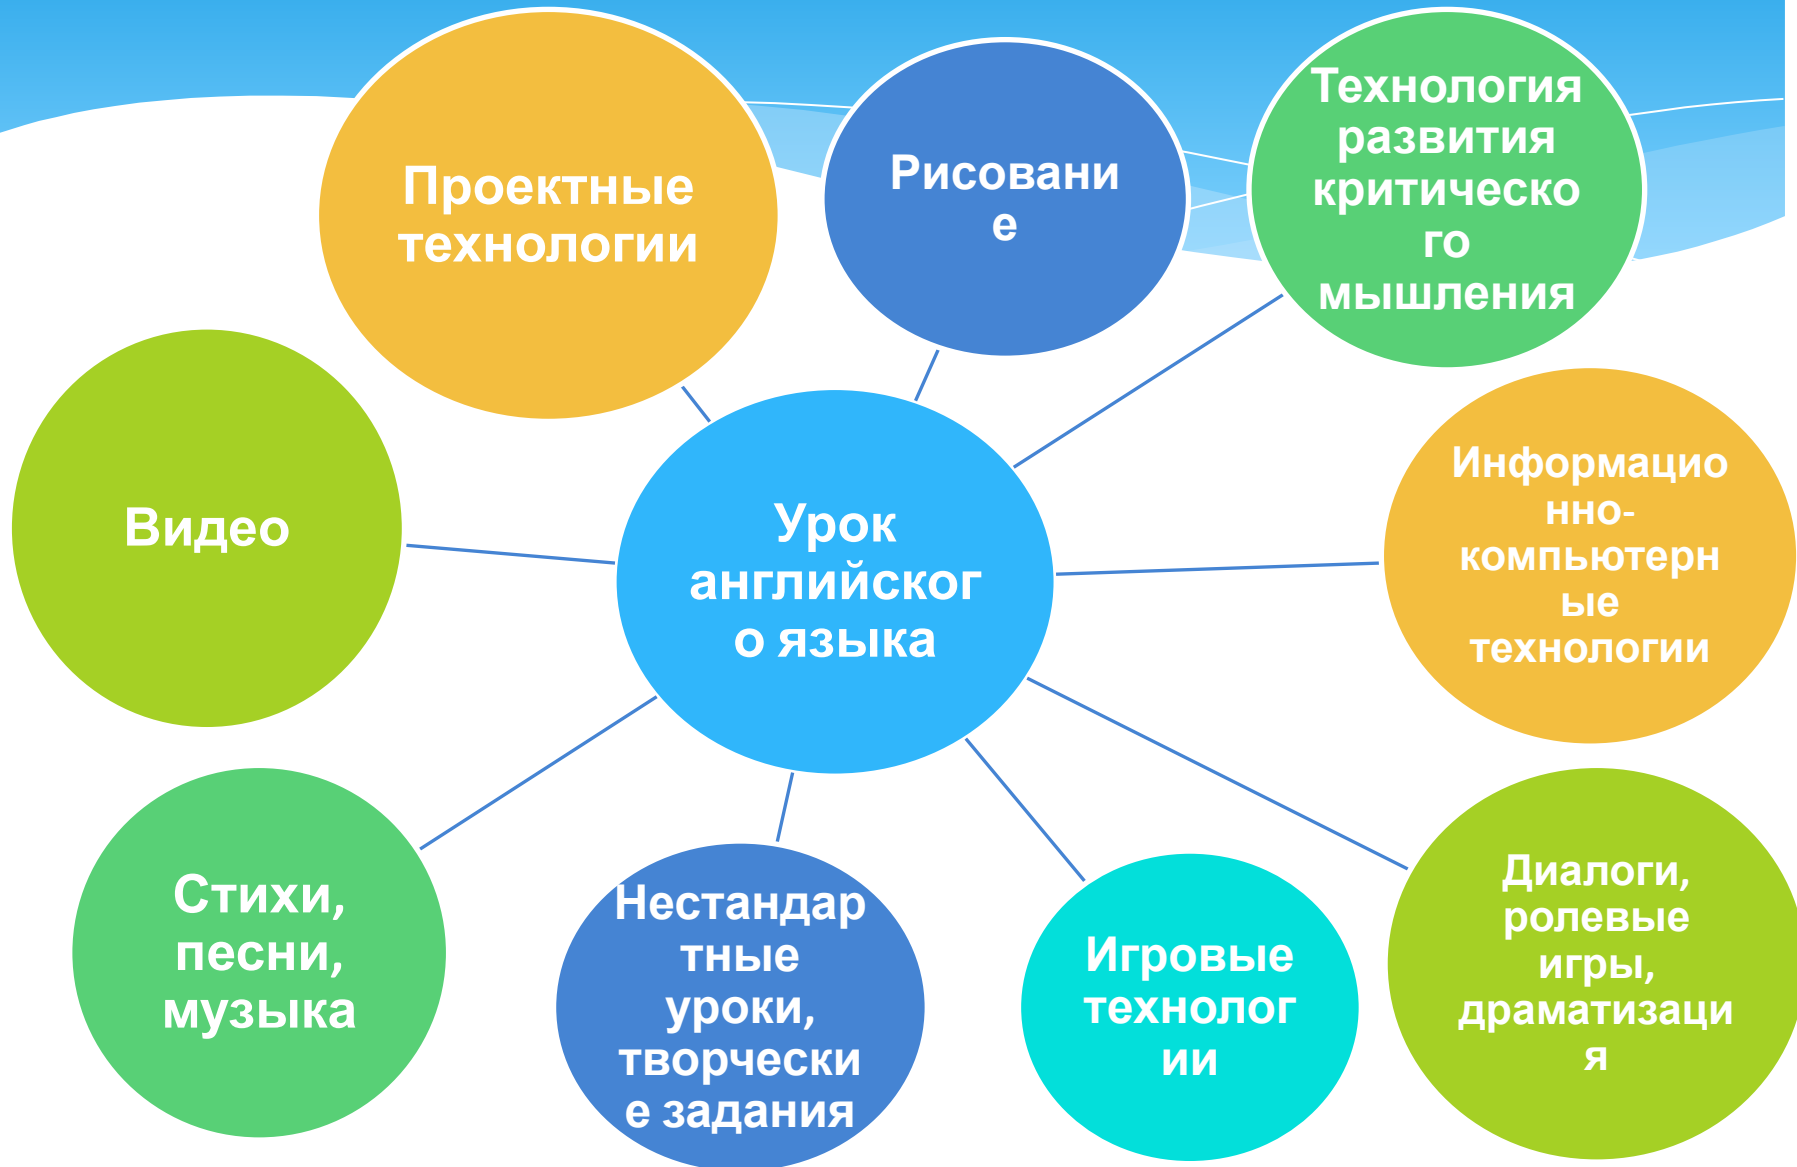 Проектные
технологии
Рисовани
е
Технология
развития
критическо
го
мышления
Видео
Урок
английског
о языка
Информацио
нно-
компьютерн
ые
технологии
Стихи,
песни,
музыка
Нестандар
тные
уроки,
творчески
е задания
Игровые
технолог
ии
Диалоги,
ролевые
игры,
драматизаци
я